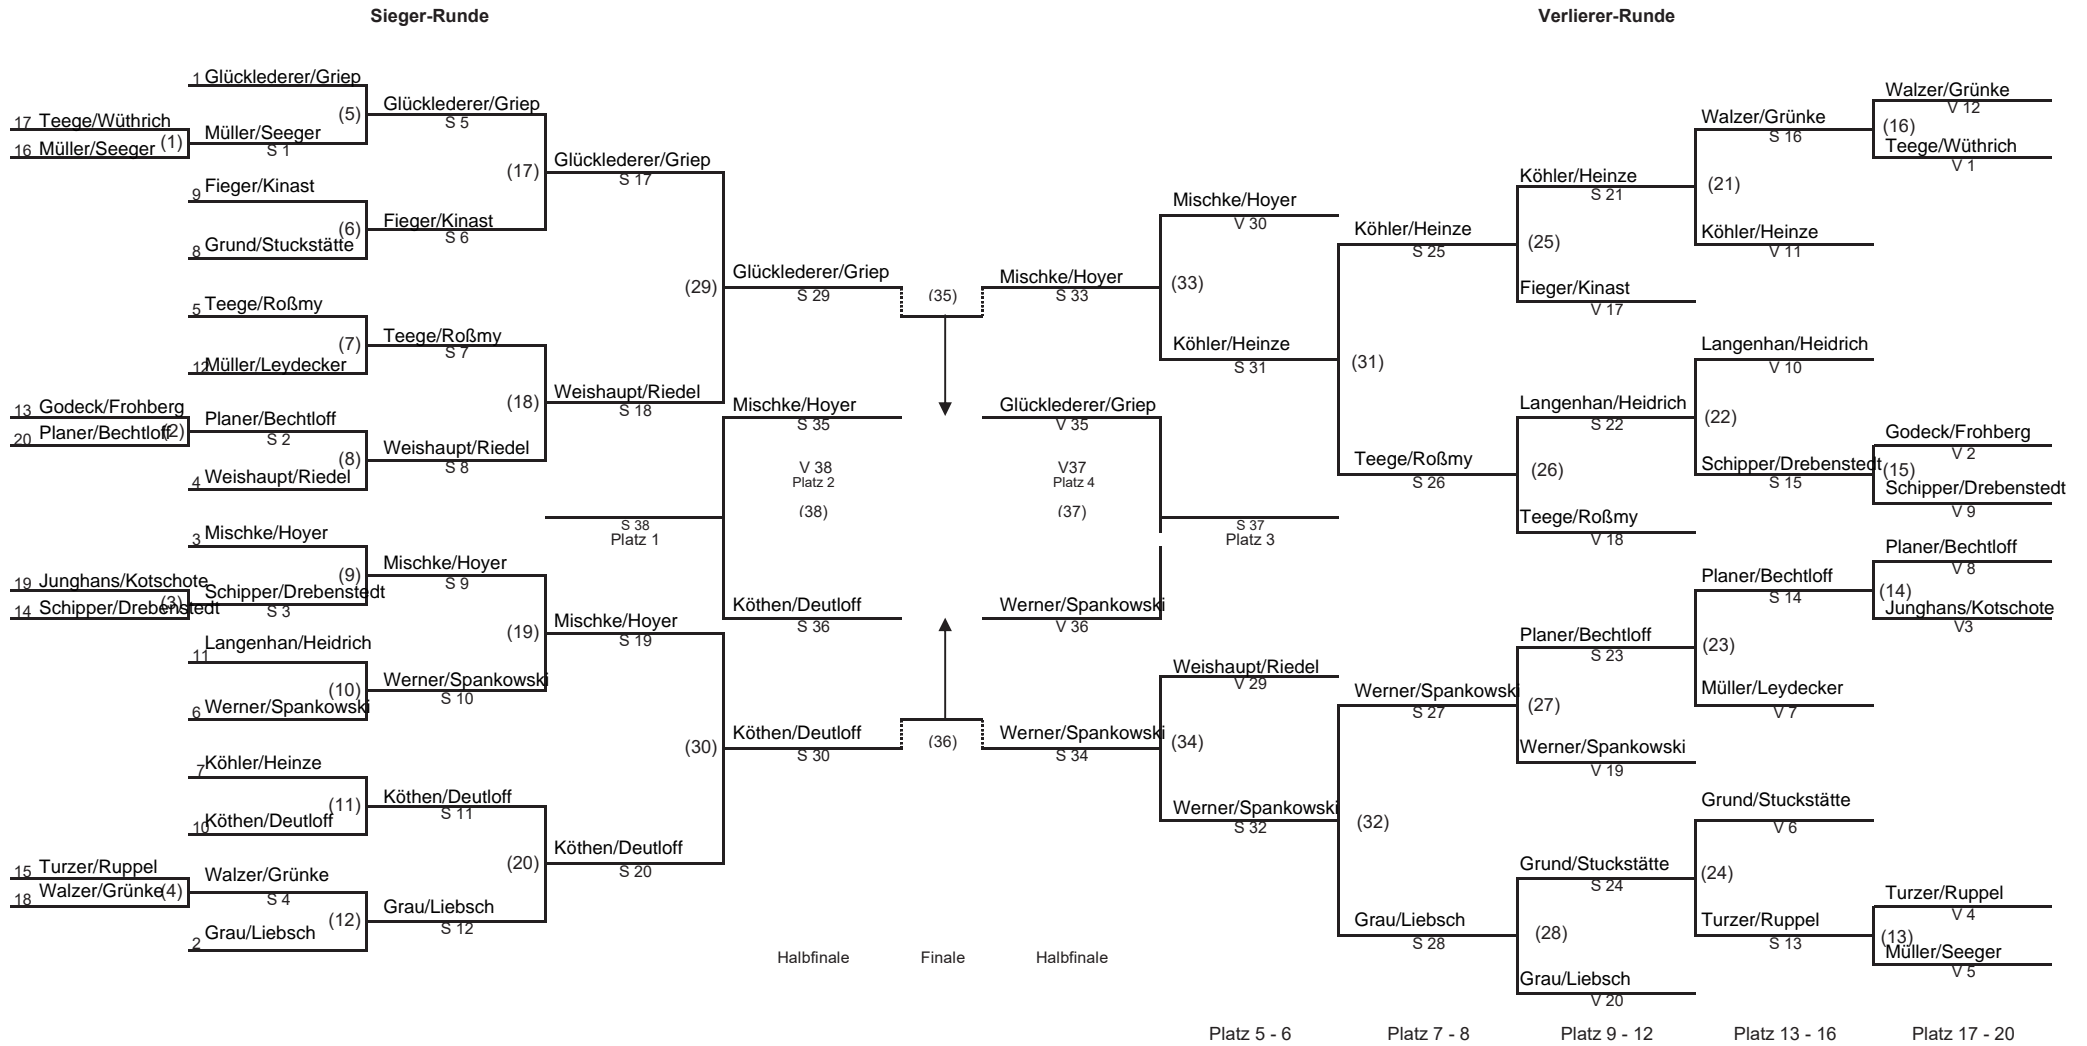 Sieger-Runde
Verlierer-Runde
1 Glücklederer/Griep
17 Teege/Wüthrich
16 Müller/Seeger (1)
Müller/Seeger
S 1
(5)
9 Fieger/Kinast
8 Grund/Stuckstätte
(6)
5 Teege/Roßmy
12 Müller/Leydecker
(7)
13 Godeck/Frohberg
20 Planer/Bechtloff (2)
Planer/Bechtloff
S 2
4 Weishaupt/Riedel
(8)
3 Mischke/Hoyer
19 Junghans/Kotschote
14 Schipper/Drebenstedt (3)
Schipper/Drebenstedt
S 3
(9)
11 Langenhan/Heidrich
6 Werner/Spankowski
(10)
7 Köhler/Heinze
10 Köthen/Deutloff
(11)
15 Turzer/Ruppel
18 Walzer/Grünke (4)
Walzer/Grünke
S 4
2 Grau/Liebsch
(12)
Glücklederer/Griep
S 5
(17)
Fieger/Kinast
S 6
Teege/Roßmy
S 7
(18)
Weishaupt/Riedel
S 8
Mischke/Hoyer
S 9
(19)
Werner/Spankowski
S 10
Köthen/Deutloff
S 11
(20)
Grau/Liebsch
S 12
Glücklederer/Griep
S 17
(29)
Weishaupt/Riedel
S 18
S 38
Platz 1
Mischke/Hoyer
S 19
(30)
Köthen/Deutloff
S 20
Glücklederer/Griep
S 29
Mischke/Hoyer
S 35
V 38
Platz 2
(38)
Köthen/Deutloff
S 36
Köthen/Deutloff
S 30
Halbfinale
(35)
(36)
Finale
Mischke/Hoyer
S 33
Glücklederer/Griep
V 35
V37
Platz 4
(37)
Werner/Spankowski
V 36
Werner/Spankowski
S 34
Halbfinale
Mischke/Hoyer
V 30
(33)
Köhler/Heinze
S 31
S 37
Platz 3
Weishaupt/Riedel
V 29
(34)
Werner/Spankowski
S 32
Platz 5 - 6
Köhler/Heinze
S 25
(31)
Teege/Roßmy
S 26
Werner/Spankowski
S 27
(32)
Grau/Liebsch
S 28
Platz 7 - 8
Köhler/Heinze
S 21
(25)
Fieger/Kinast
V 17
Langenhan/Heidrich
S 22
(26)
Teege/Roßmy
V 18
Planer/Bechtloff
S 23
(27)
Werner/Spankowski
V 19
Grund/Stuckstätte
S 24
(28)
Grau/Liebsch
V 20
Platz 9 - 12
Walzer/Grünke
S 16
(21)
Köhler/Heinze
V 11
Langenhan/Heidrich
V 10
(22)
Schipper/Drebenstedt
S 15
Planer/Bechtloff
S 14
(23)
Müller/Leydecker
V 7
Grund/Stuckstätte
V 6
(24)
Turzer/Ruppel
S 13
Platz 13 - 16
Walzer/Grünke
V 12
(16)
Teege/Wüthrich
V 1
Godeck/Frohberg
V 2
(15)
Schipper/Drebenstedt
V 9
Planer/Bechtloff
V 8
(14)
Junghans/Kotschote
V3
Turzer/Ruppel
V 4
(13)
Müller/Seeger
V 5
Platz 17 - 20